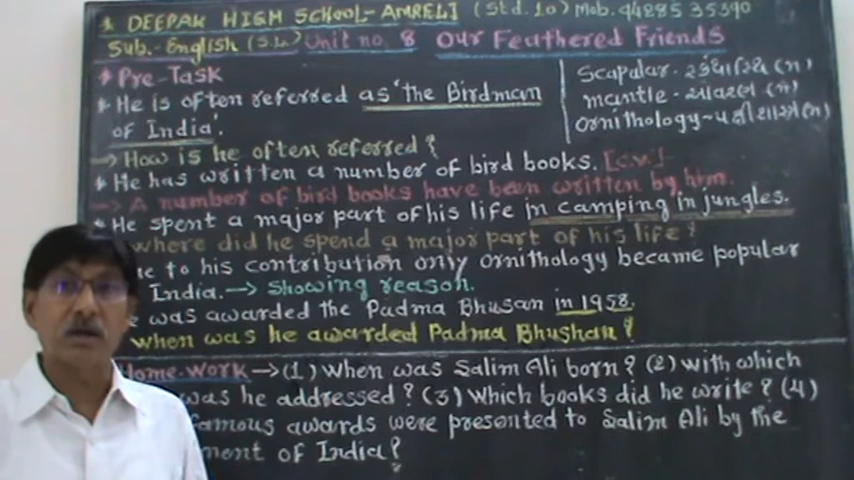 * DEEPAK HIGH SCHOOL-AMRELI (Std. 10) Mob. 94285 35390
Sub.-English (S.L.) Unit no. 8 Our Feathered Friends
* Pre-Task
* He is often referred as 'the Birdman
of India'.
→ How is he often referred?
* He has written a number of bird books. [C.V.]
→ A number of bird books have been written by him.
* He spent a major part of his life in camping in jungles.
where did he spend a major part of his life?
e to his contribution only ornithology became popular
India. → Showing reason.
e was awarded the Padma Bhusan in 1958.
when was he awarded Padma Bhushan?
Scapular - (n)
mantle - આવરણ (n)
Ornithology - પક્ષીશાસ્ત્ર (n)
Home-Work → (1) When was Salim Ali born? (2) with which
was he addressed? (3) Which books did he write? (4)
famous awards were presented to Salim Ali by the
ment of India?